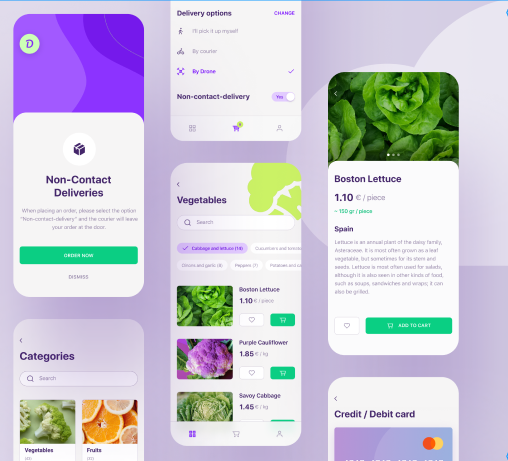 D
Non-Contact
Deliveries
When placing an order, please select the option
"Non-contact-delivery" and the courier will leave
your order at the door.
ORDER NOW
DISMISS
Categories
Search
Vegetables
Fruits
Delivery options
CHANGE
I'll pick it up myself
By courier
By Drone
Non-contact-delivery
Yes
Vegetables
Search
Cabbage and lettuce (14)
Cucumbers and
Onions and garlic (8)
Peppers (7)
Potatoes and
Boston Lettuce
1.10 € / piece
Purple Cauliflower
1.85 € / kg
Savoy Cabbage
1.45 € / kg
Boston Lettuce
1.10 € / piece
~ 150 gr / piece
Spain
Lettuce is an annual plant of the daisy family,
Asteraceae. It is most often grown as a leaf
vegetable, but sometimes for its stem and
seeds. Lettuce is most often used for salads,
although it is also seen in other kinds of food,
such as soups, sandwiches and wraps; it can
also be grilled.
ADD TO CART
Credit / Debit card